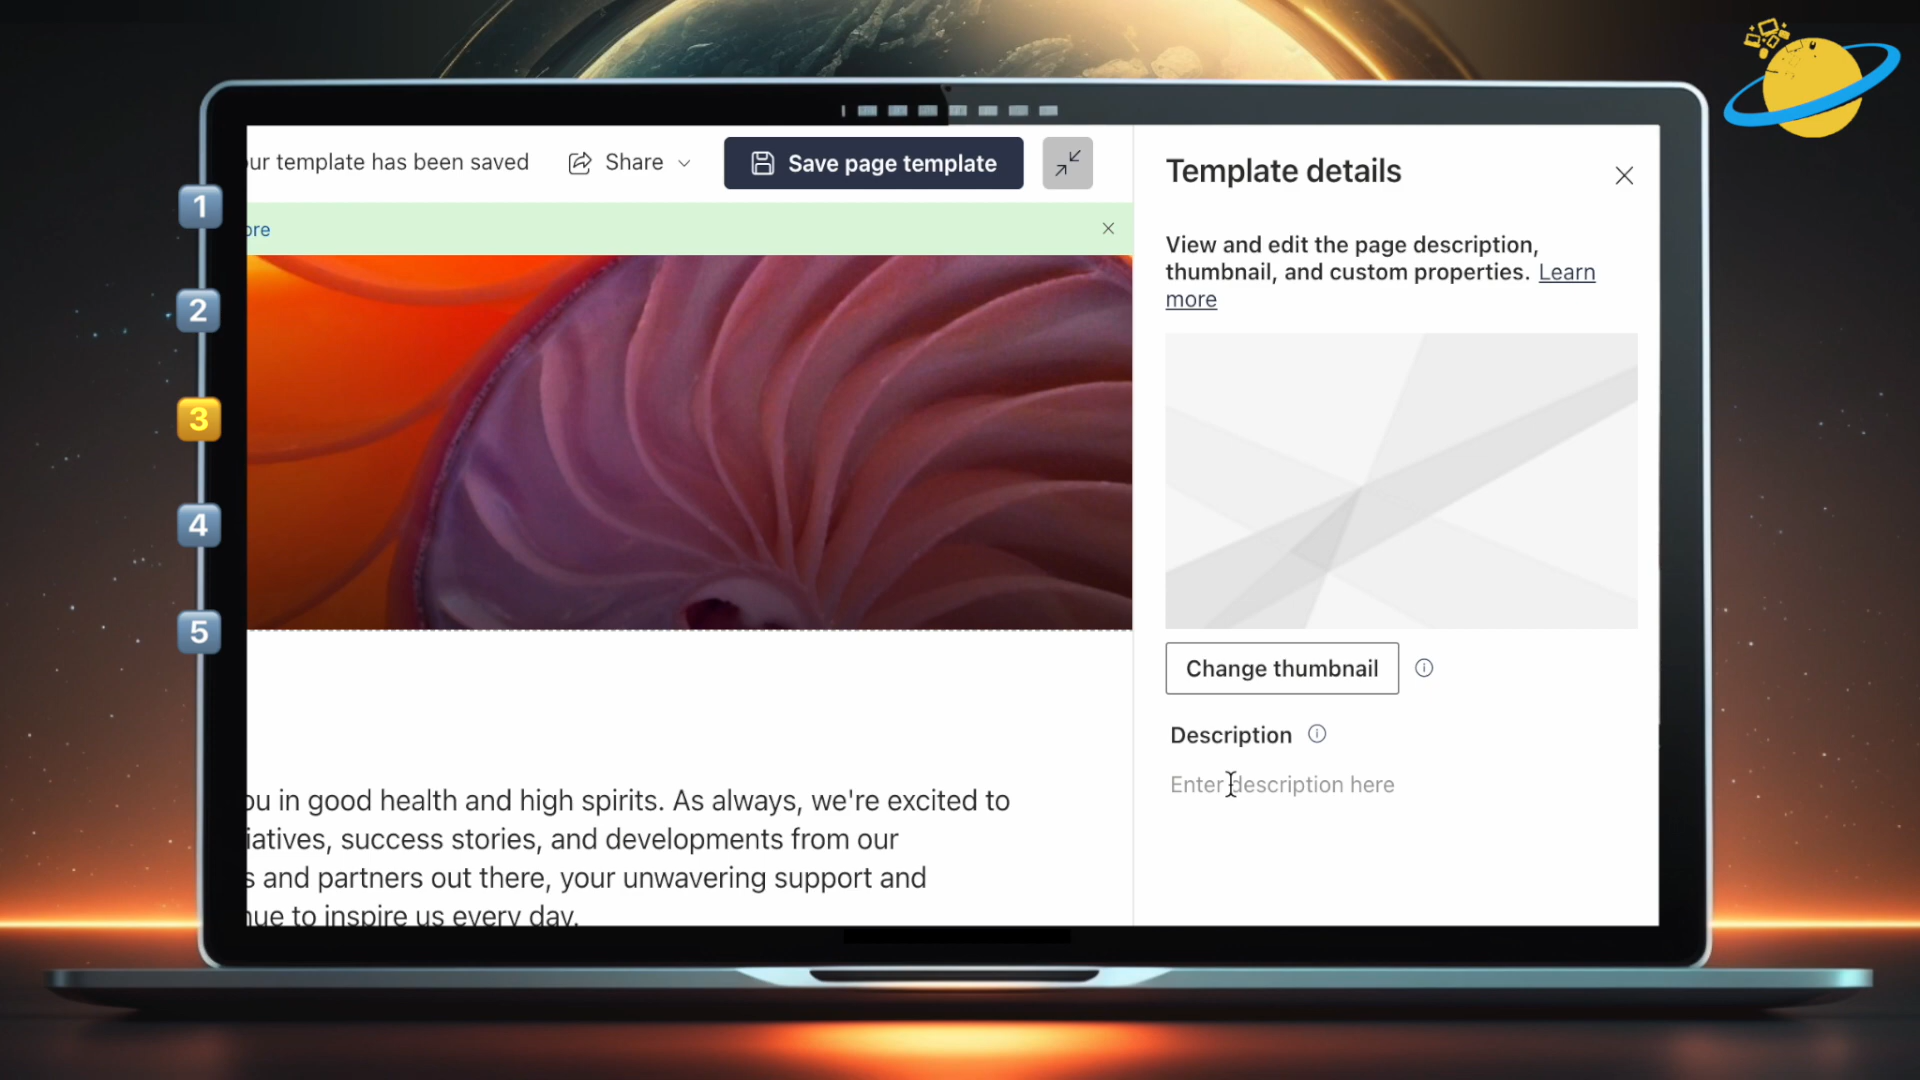 ur template has been saved
Share
Save page template
ore
ou in good health and high spirits. As always, we're excited to
iatives, success stories, and developments from our
s and partners out there, your unwavering support and
nue to inspire us every day.
Template details
View and edit the page description,
thumbnail, and custom properties. Learn
more
Change thumbnail
Description
Enter description here
1
2
3
4
5